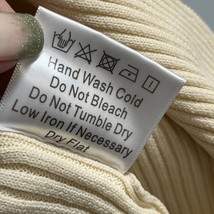 Hand Wash Cold
Do Not Bleach
Do Not Tumble Dry
Low Iron If Necessary
Dry Flat